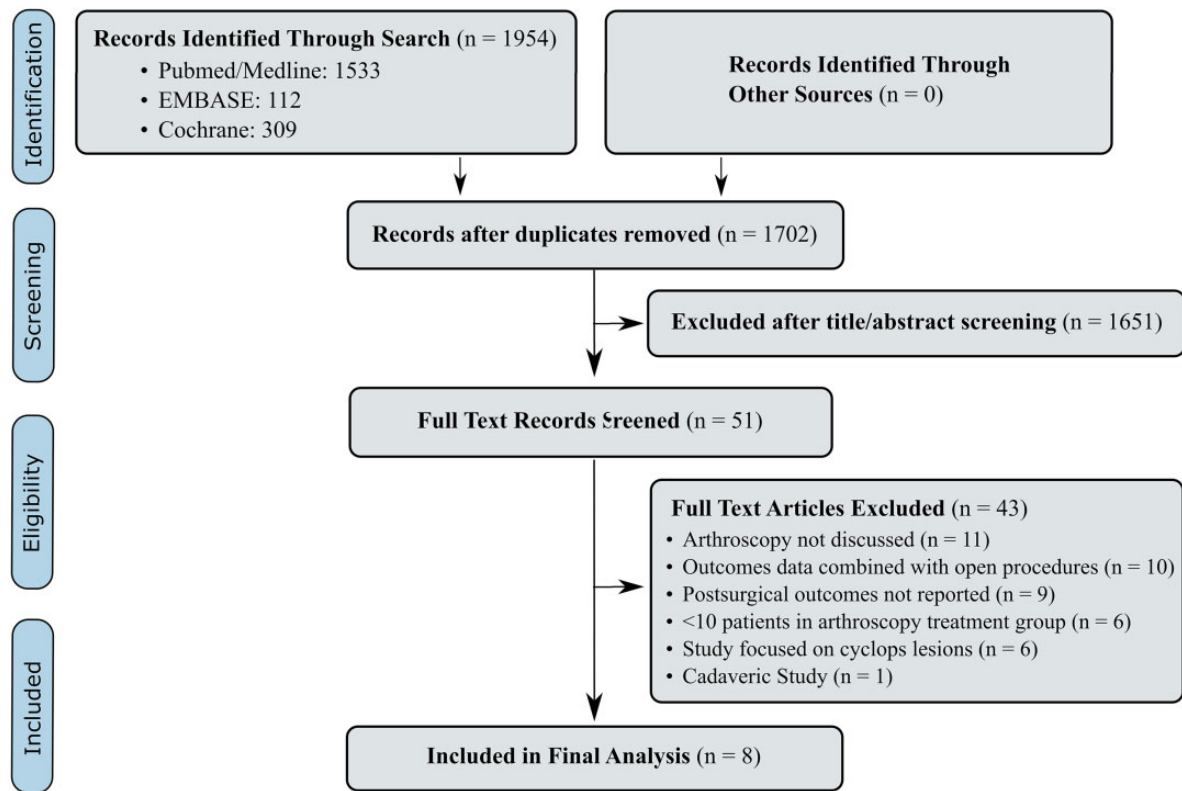 Identification
Records Identified Through Search (n = 1954)
• Pubmed/Medline: 1533
• EMBASE: 112
• Cochrane: 309
Records Identified Through
Other Sources (n = 0)
Screening
Records after duplicates removed (n = 1702)
Excluded after title/abstract screening (n = 1651)
Eligibility
Full Text Records Sreened (n = 51)
Full Text Articles Excluded (n = 43)
• Arthroscopy not discussed (n = 11)
• Outcomes data combined with open procedures (n = 10)
• Postsurgical outcomes not reported (n = 9)
• <10 patients in arthroscopy treatment group (n = 6)
• Study focused on cyclops lesions (n = 6)
• Cadaveric Study (n = 1)
Included
Included in Final Analysis (n = 8)